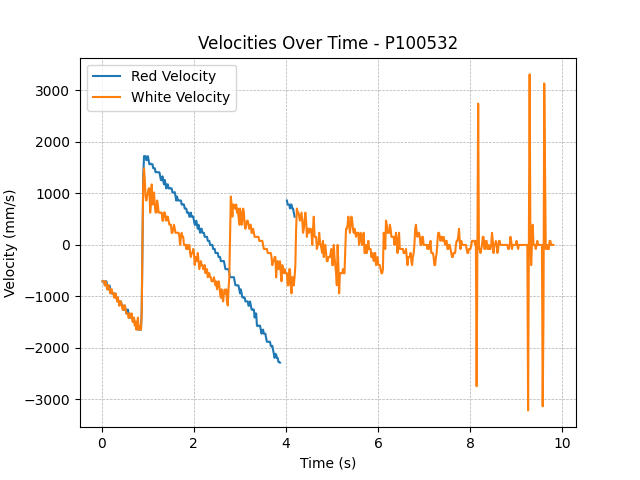 Velocities Over Time - P100532
Red Velocity
White Velocity
Velocity (mm/s)
3000
2000
1000
0
−1000
−2000
−3000
0
2
4
6
8
10
Time (s)